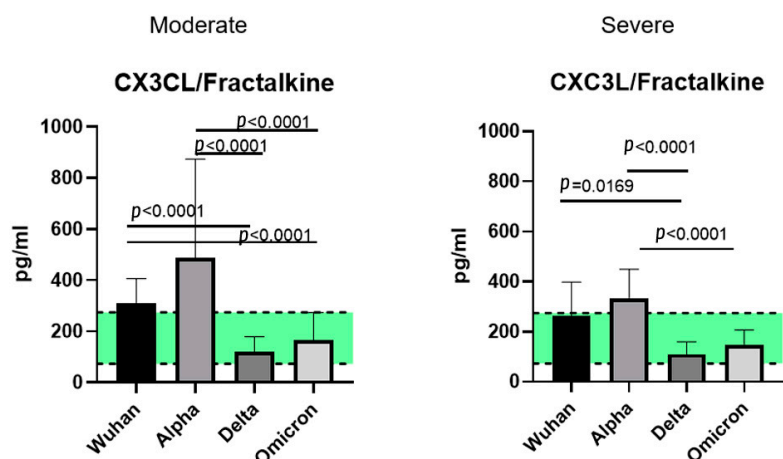 Moderate
CX3CL/Fractalkine
1000
800
600
400
200
0
pg/ml
p<0.0001
p<0.0001
p<0.0001
p<0.0001
Wuhan
Alpha
Delta
Omicron
Severe
CXC3L/Fractalkine
1000
800
600
400
200
0
pg/ml
p<0.0001
p=0.0169
p<0.0001
Wuhan
Alpha
Delta
Omicron